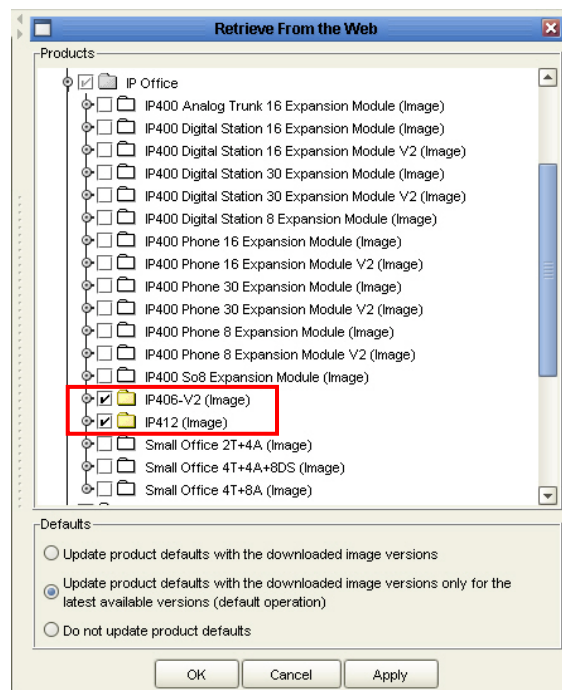 Retrieve From the Web
Products
IP Office
IP400 Analog Trunk 16 Expansion Module (Image)
IP400 Digital Station 16 Expansion Module (Image)
IP400 Digital Station 16 Expansion Module V2 (Image)
IP400 Digital Station 30 Expansion Module (Image)
IP400 Digital Station 30 Expansion Module V2 (Image)
IP400 Digital Station 8 Expansion Module (Image)
IP400 Phone 16 Expansion Module (Image)
IP400 Phone 16 Expansion Module V2 (Image)
IP400 Phone 30 Expansion Module (Image)
IP400 Phone 30 Expansion Module V2 (Image)
IP400 Phone 8 Expansion Module (Image)
IP400 Phone 8 Expansion Module V2 (Image)
IP400 So8 Expansion Module (Image)
IP406-V2 (Image)
IP412 (Image)
Small Office 2T+4A (Image)
Small Office 4T+4A+8DS (Image)
Small Office 4T+8A (Image)
Defaults
Update product defaults with the downloaded image versions
Update product defaults with the downloaded image versions only for the
latest available versions (default operation)
Do not update product defaults
OK Cancel Apply